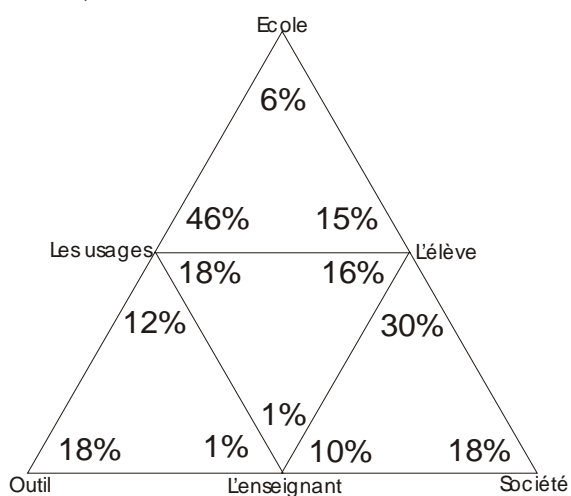 Ecole
6%
46% 15%
Les usages L'élève
18% 16%
12% 30%
1%
18% 1% 10% 18%
Outil L'enseignant Société